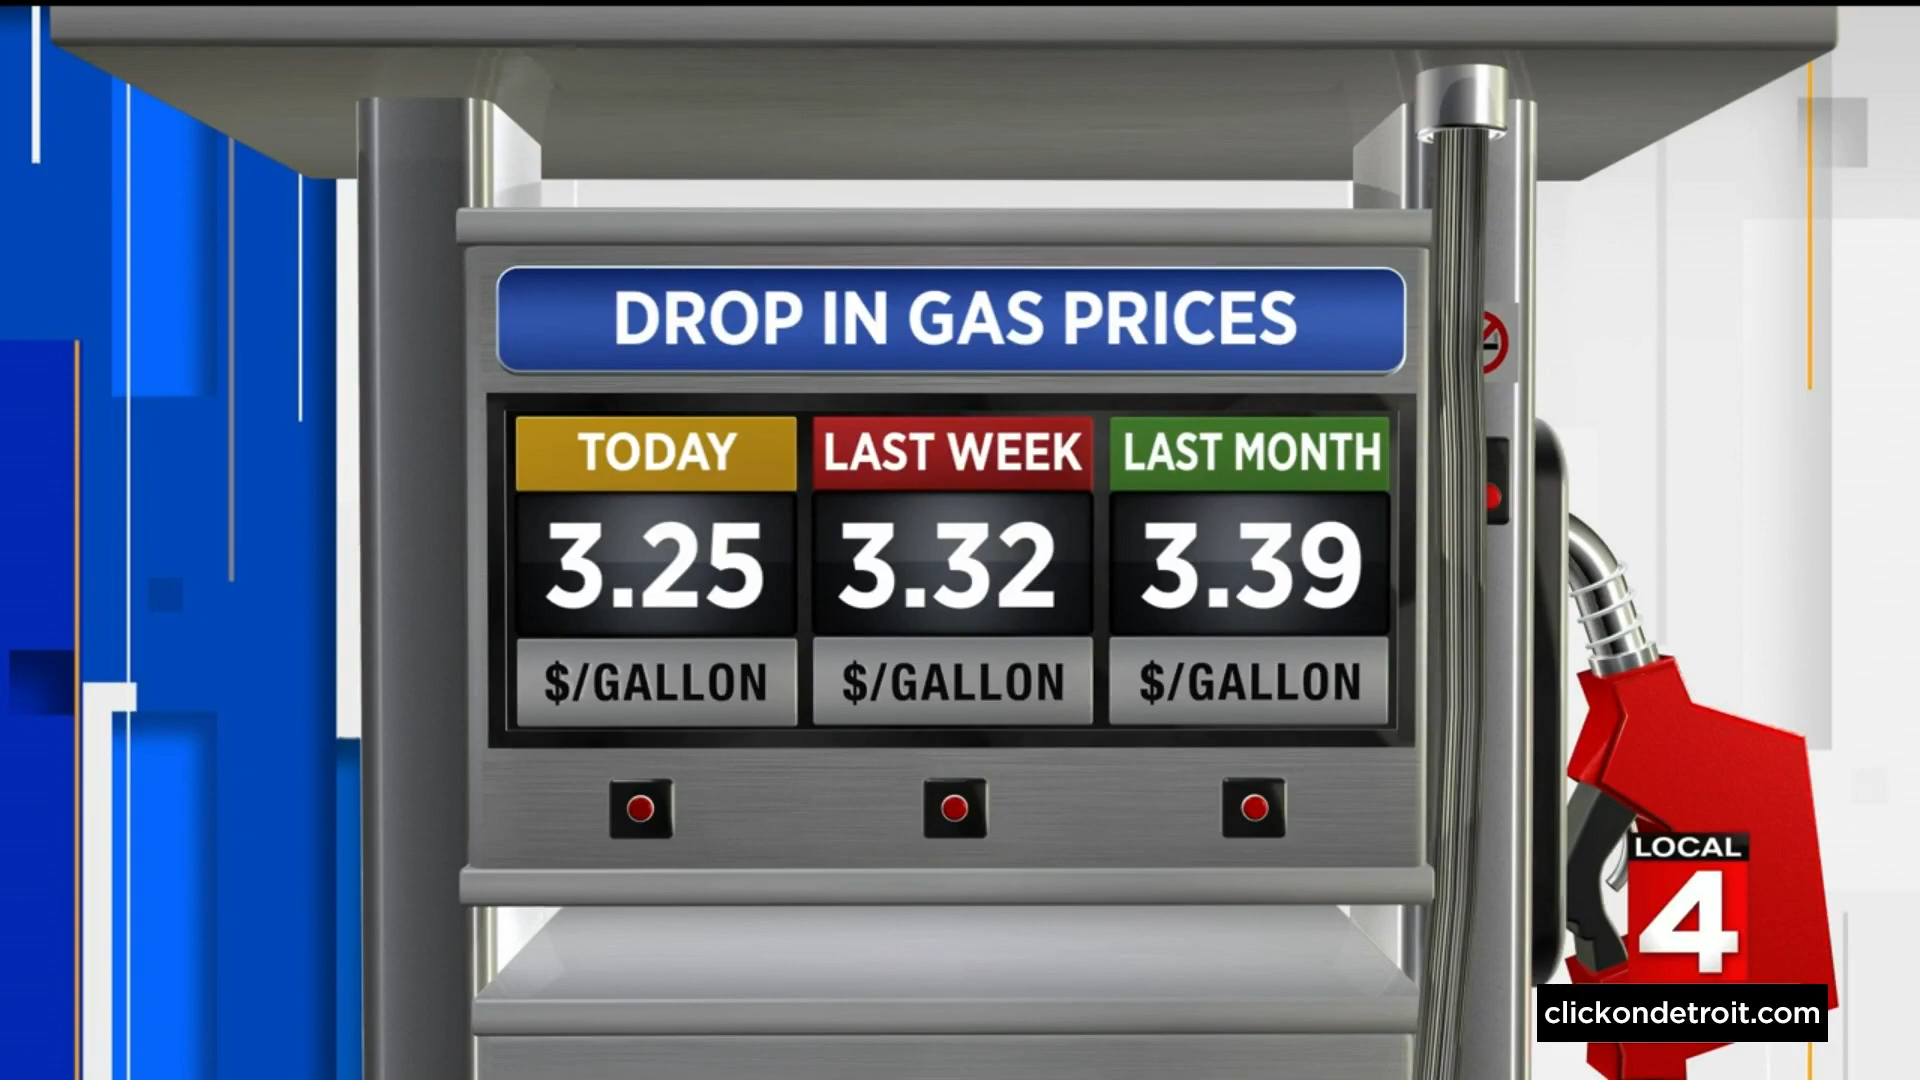 DROP IN GAS PRICES
TODAY
LAST WEEK
LAST MONTH
3.25
3.32
3.39
$/GALLON
$/GALLON
$/GALLON
LOCAL
4
clickondetroit.com